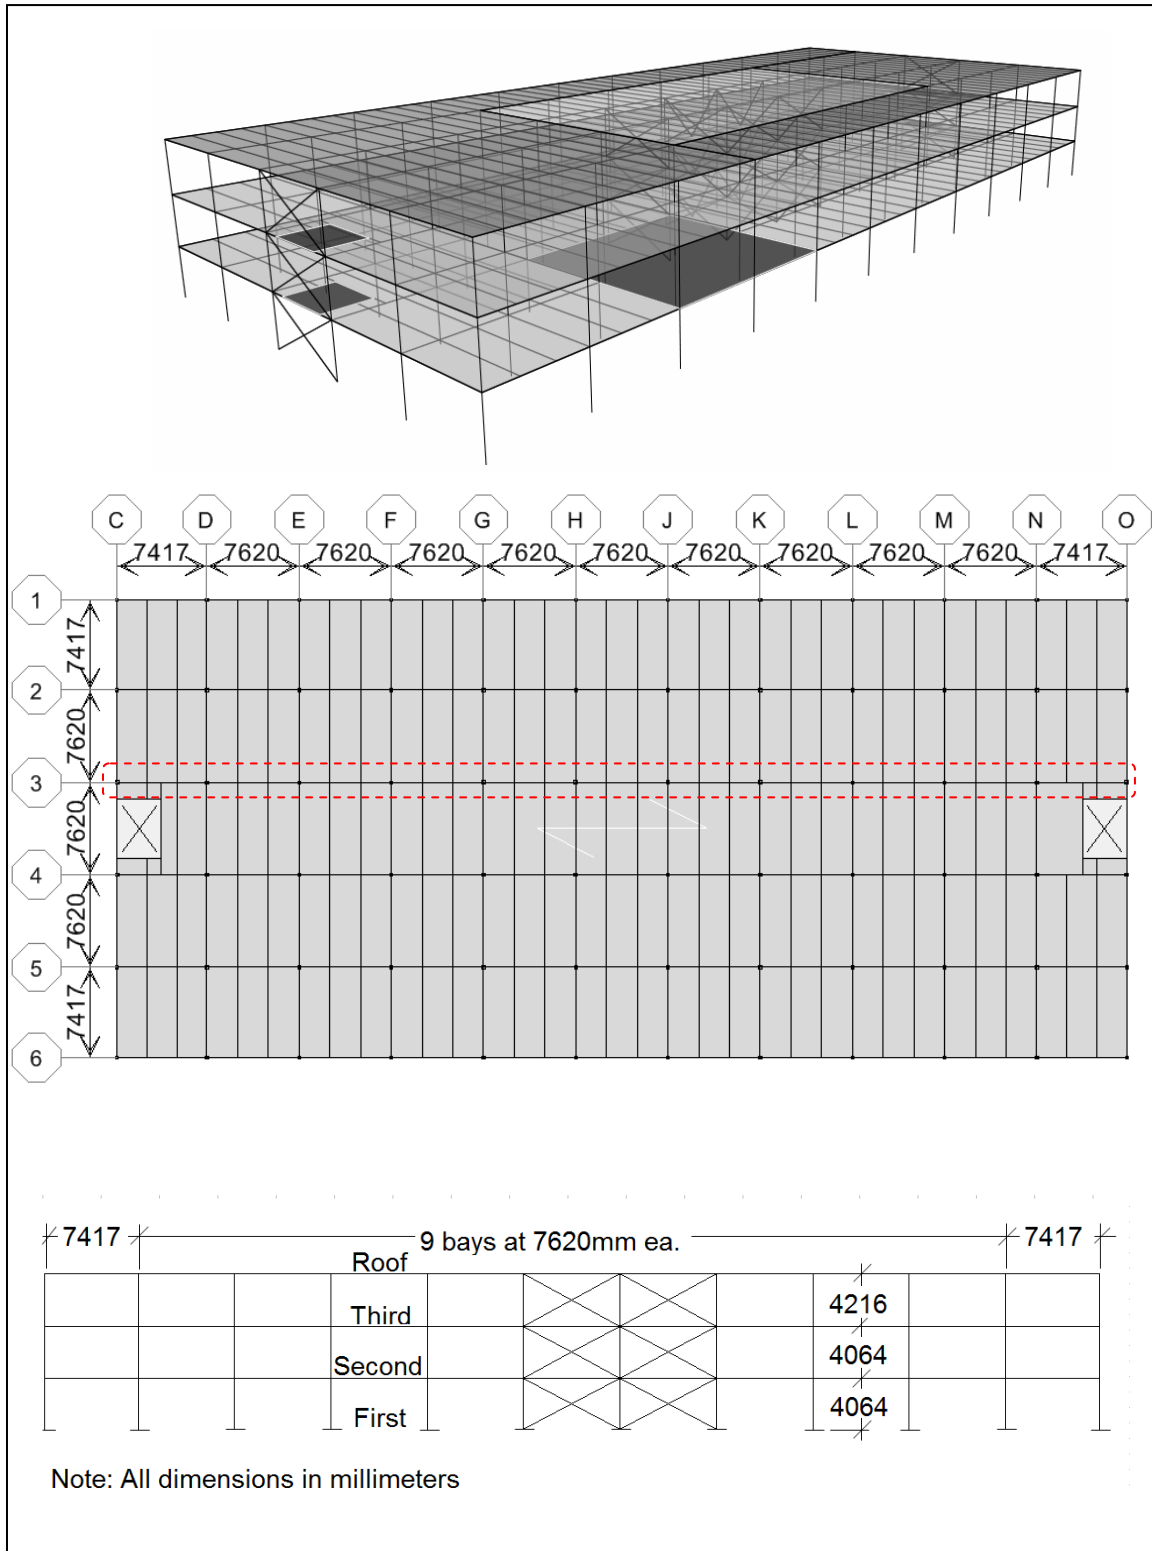 C D E F G H J K L M N O
7417 7620 7620 7620 7620 7620 7620 7620 7620 7620 7417
1
7417
2
7620
3
7620
4
7620
5
7417
6
7417 9 bays at 7620mm ea. 7417
Roof
4216
Third
4064
Second
4064
First
Note: All dimensions in millimeters